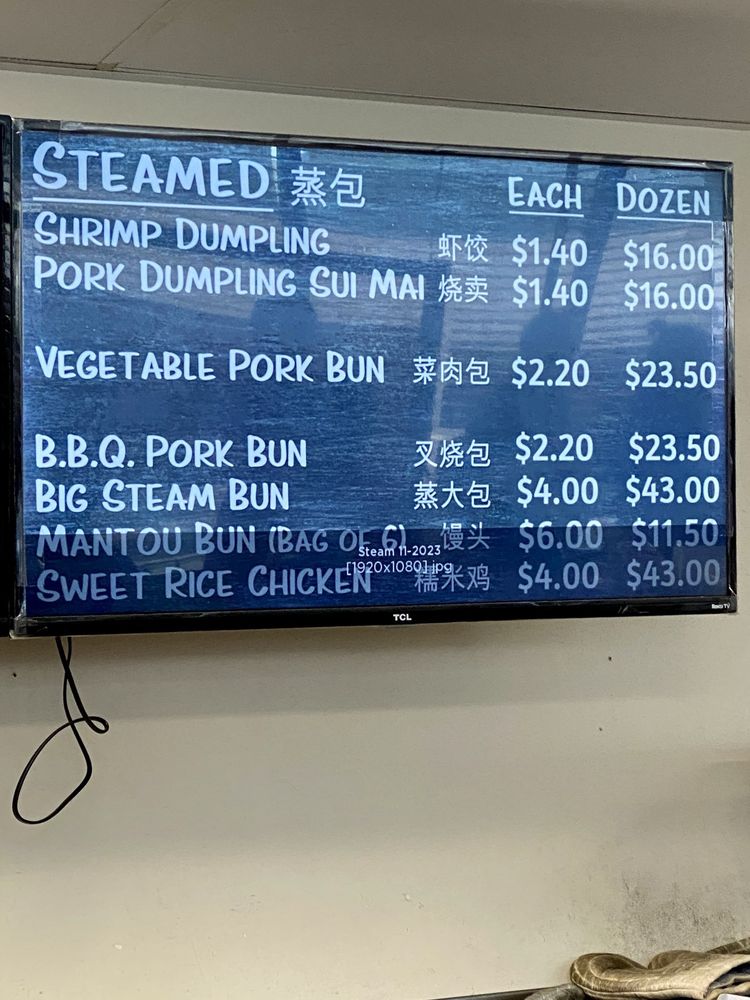 STEAMED 蒸包 EACH DOZEN
SHRIMP DUMPLING 虾饺 $1.40 $16.00
PORK DUMPLING SUI MAI 烧卖 $1.40 $16.00
VEGETABLE PORK BUN 菜肉包 $2.20 $23.50
B.B.Q. PORK BUN 叉烧包 $2.20 $23.50
BIG STEAM BUN 蒸大包 $4.00 $43.00
MANTOU BUN (BAG OF 6) 馒头 $6.00 $11.50
Steam 11-2023
[1920x1080].jpg
SWEET RICE CHICKEN 糯米鸡 $4.00 $43.00
TCL
Roku TV